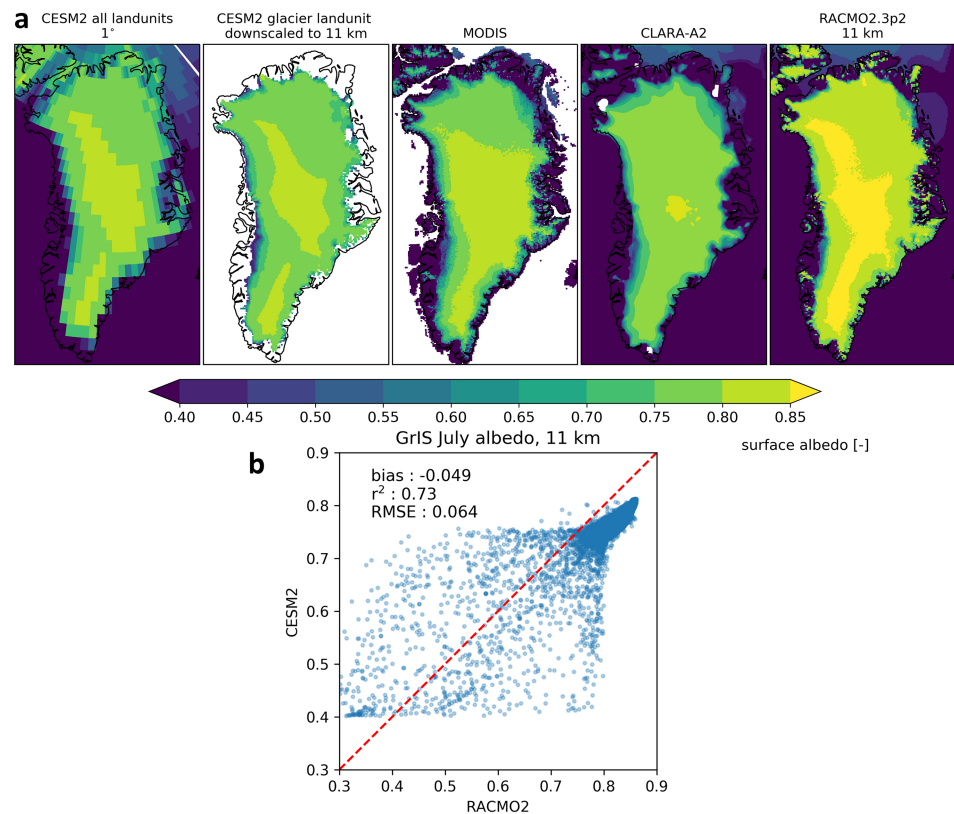 a
CESM2 all landunits
1°
CESM2 glacier landunit
downscaled to 11 km
MODIS
CLARA-A2
RACMO2.3p2
11 km
0.40 0.45 0.50 0.55 0.60 0.65 0.70 0.75 0.80 0.85
surface albedo [-]
b
GrIS July albedo, 11 km
bias : -0.049
r² : 0.73
RMSE : 0.064
0.9
0.8
0.7
0.6
0.5
0.4
0.3
CESM2
0.3 0.4 0.5 0.6 0.7 0.8 0.9
RACMO2